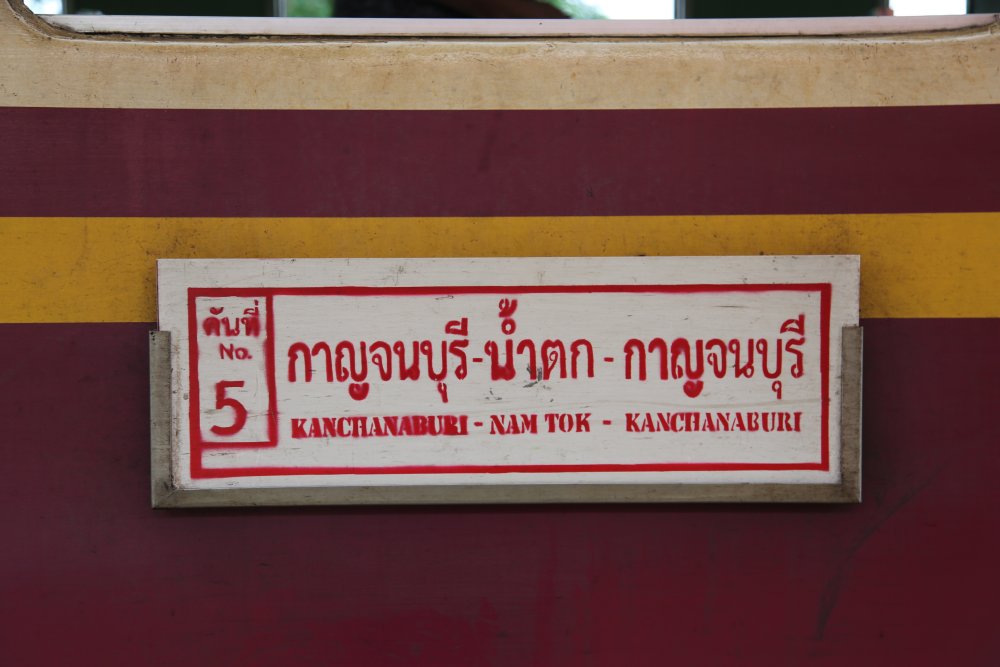 คันที่
No.
5
กาญจนบุรี-น้ำตก - กาญจนบุรี
KANCHANABURI - NAM TOK - KANCHANABURI